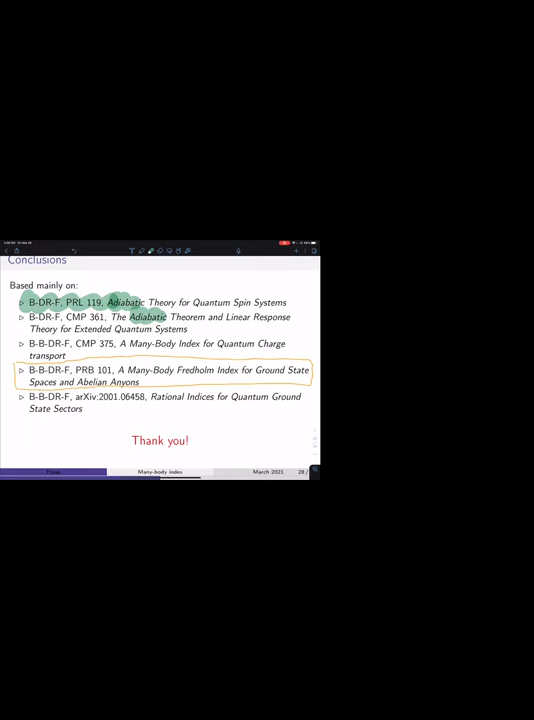 Conclusions
Based mainly on:
▷ B-DR-F, PRL 119, Adiabatic Theory for Quantum Spin Systems
▷ B-DR-F, CMP 361, The Adiabatic Theorem and Linear Response
Theory for Extended Quantum Systems
▷ B-B-DR-F, CMP 375, A Many-Body Index for Quantum Charge
transport
▷ B-B-DR-F, PRB 101, A Many-Body Fredholm Index for Ground State
Spaces and Abelian Anyons
▷ B-B-DR-F, arXiv:2001.06458, Rational Indices for Quantum Ground
State Sectors
Thank you!
Many-body index
March 2021
28 /